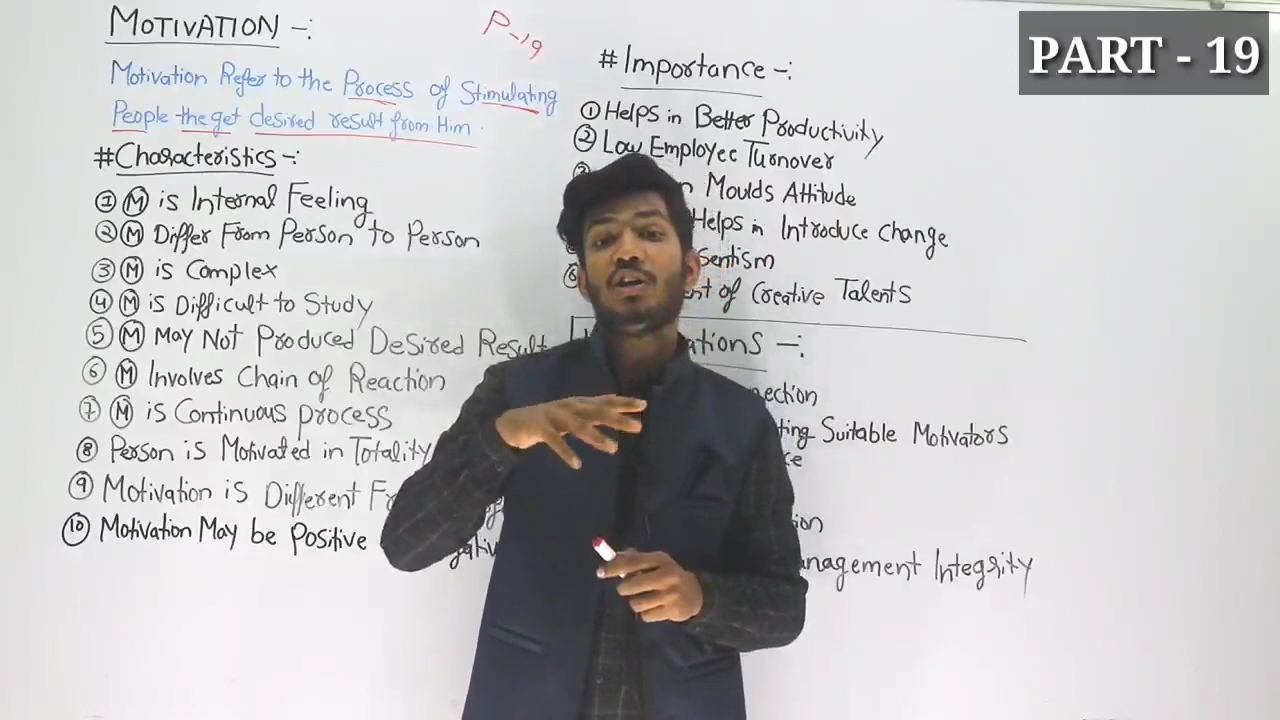 MOTIVATION -:
P-19
PART - 19
Motivation Refer to the Process of Stimulating
People the get desired result from Him.
#Characteristics -:
① Ⓜ is Internal Feeling
② Ⓜ Differ From Person to Person
③ Ⓜ is Complex
④ Ⓜ is Difficult to Study
⑤ Ⓜ May Not Produced Desired Result
⑥ Ⓜ Involves Chain of Reaction
⑦ Ⓜ is Continuous process
⑧ Person is Motivated in Totality
⑨ Motivation is Different
⑩ Motivation May be Positive
# Importance -:
① Helps in Better Productivity
② Low Employee Turnover
Moulds Attitude
Helps in Introduce change
⑥ of Creative Talents
Suitable Motivators
Integrity